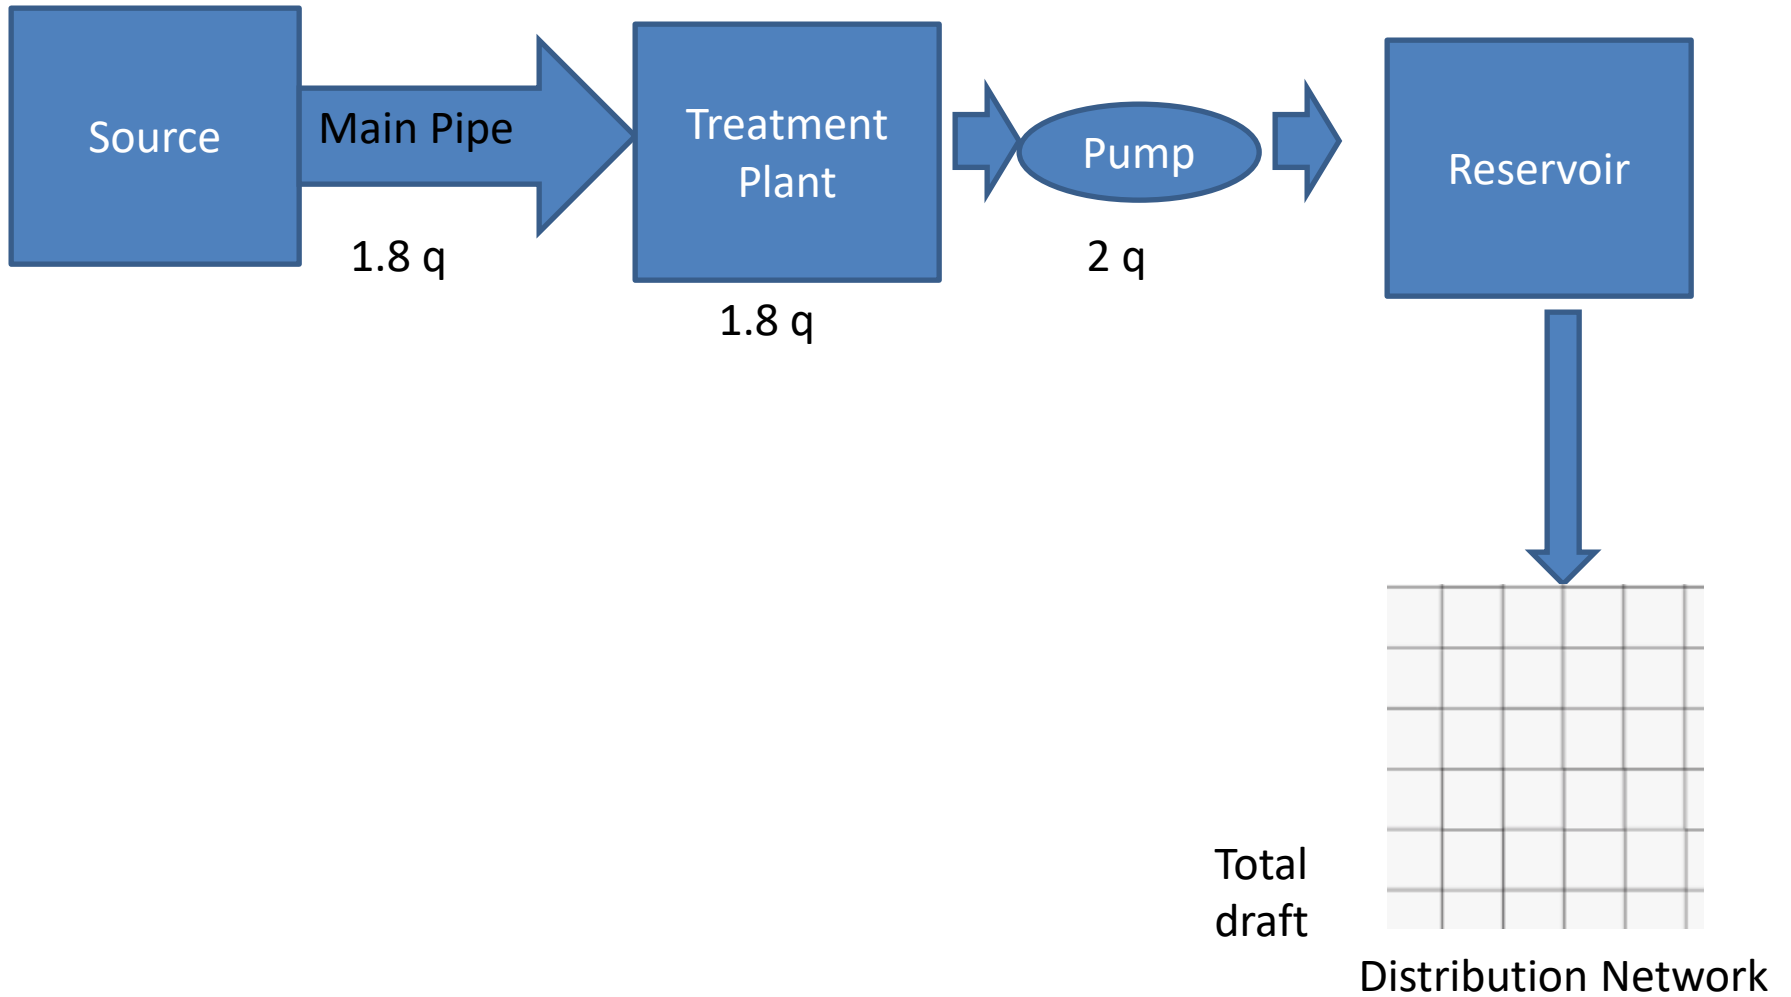 Source
Main Pipe
1.8 q
Treatment
Plant
1.8 q
Pump
2 q
Reservoir
Total
draft
Distribution Network